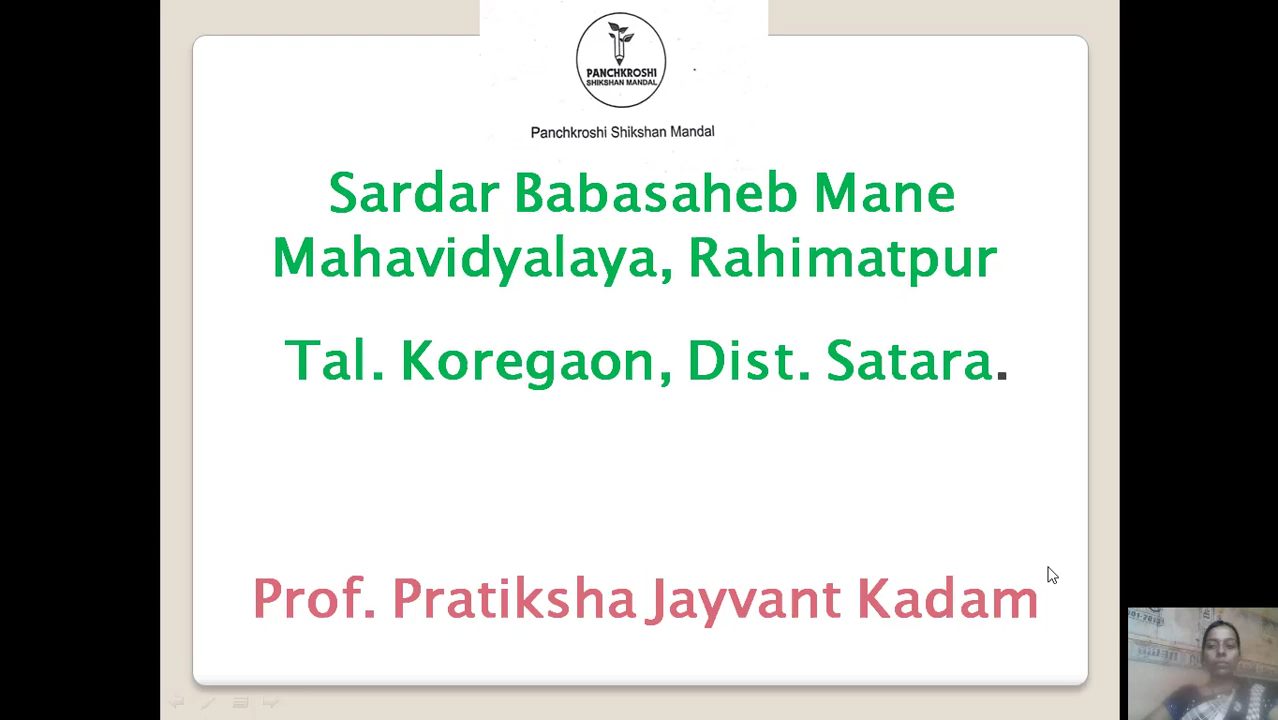 PANCHKROSHI
SHIKSHAN MANDAL
Panchkroshi Shikshan Mandal
Sardar Babasaheb Mane
Mahavidyalaya, Rahimatpur
Tal. Koregaon, Dist. Satara.
Prof. Pratiksha Jayvant Kadam